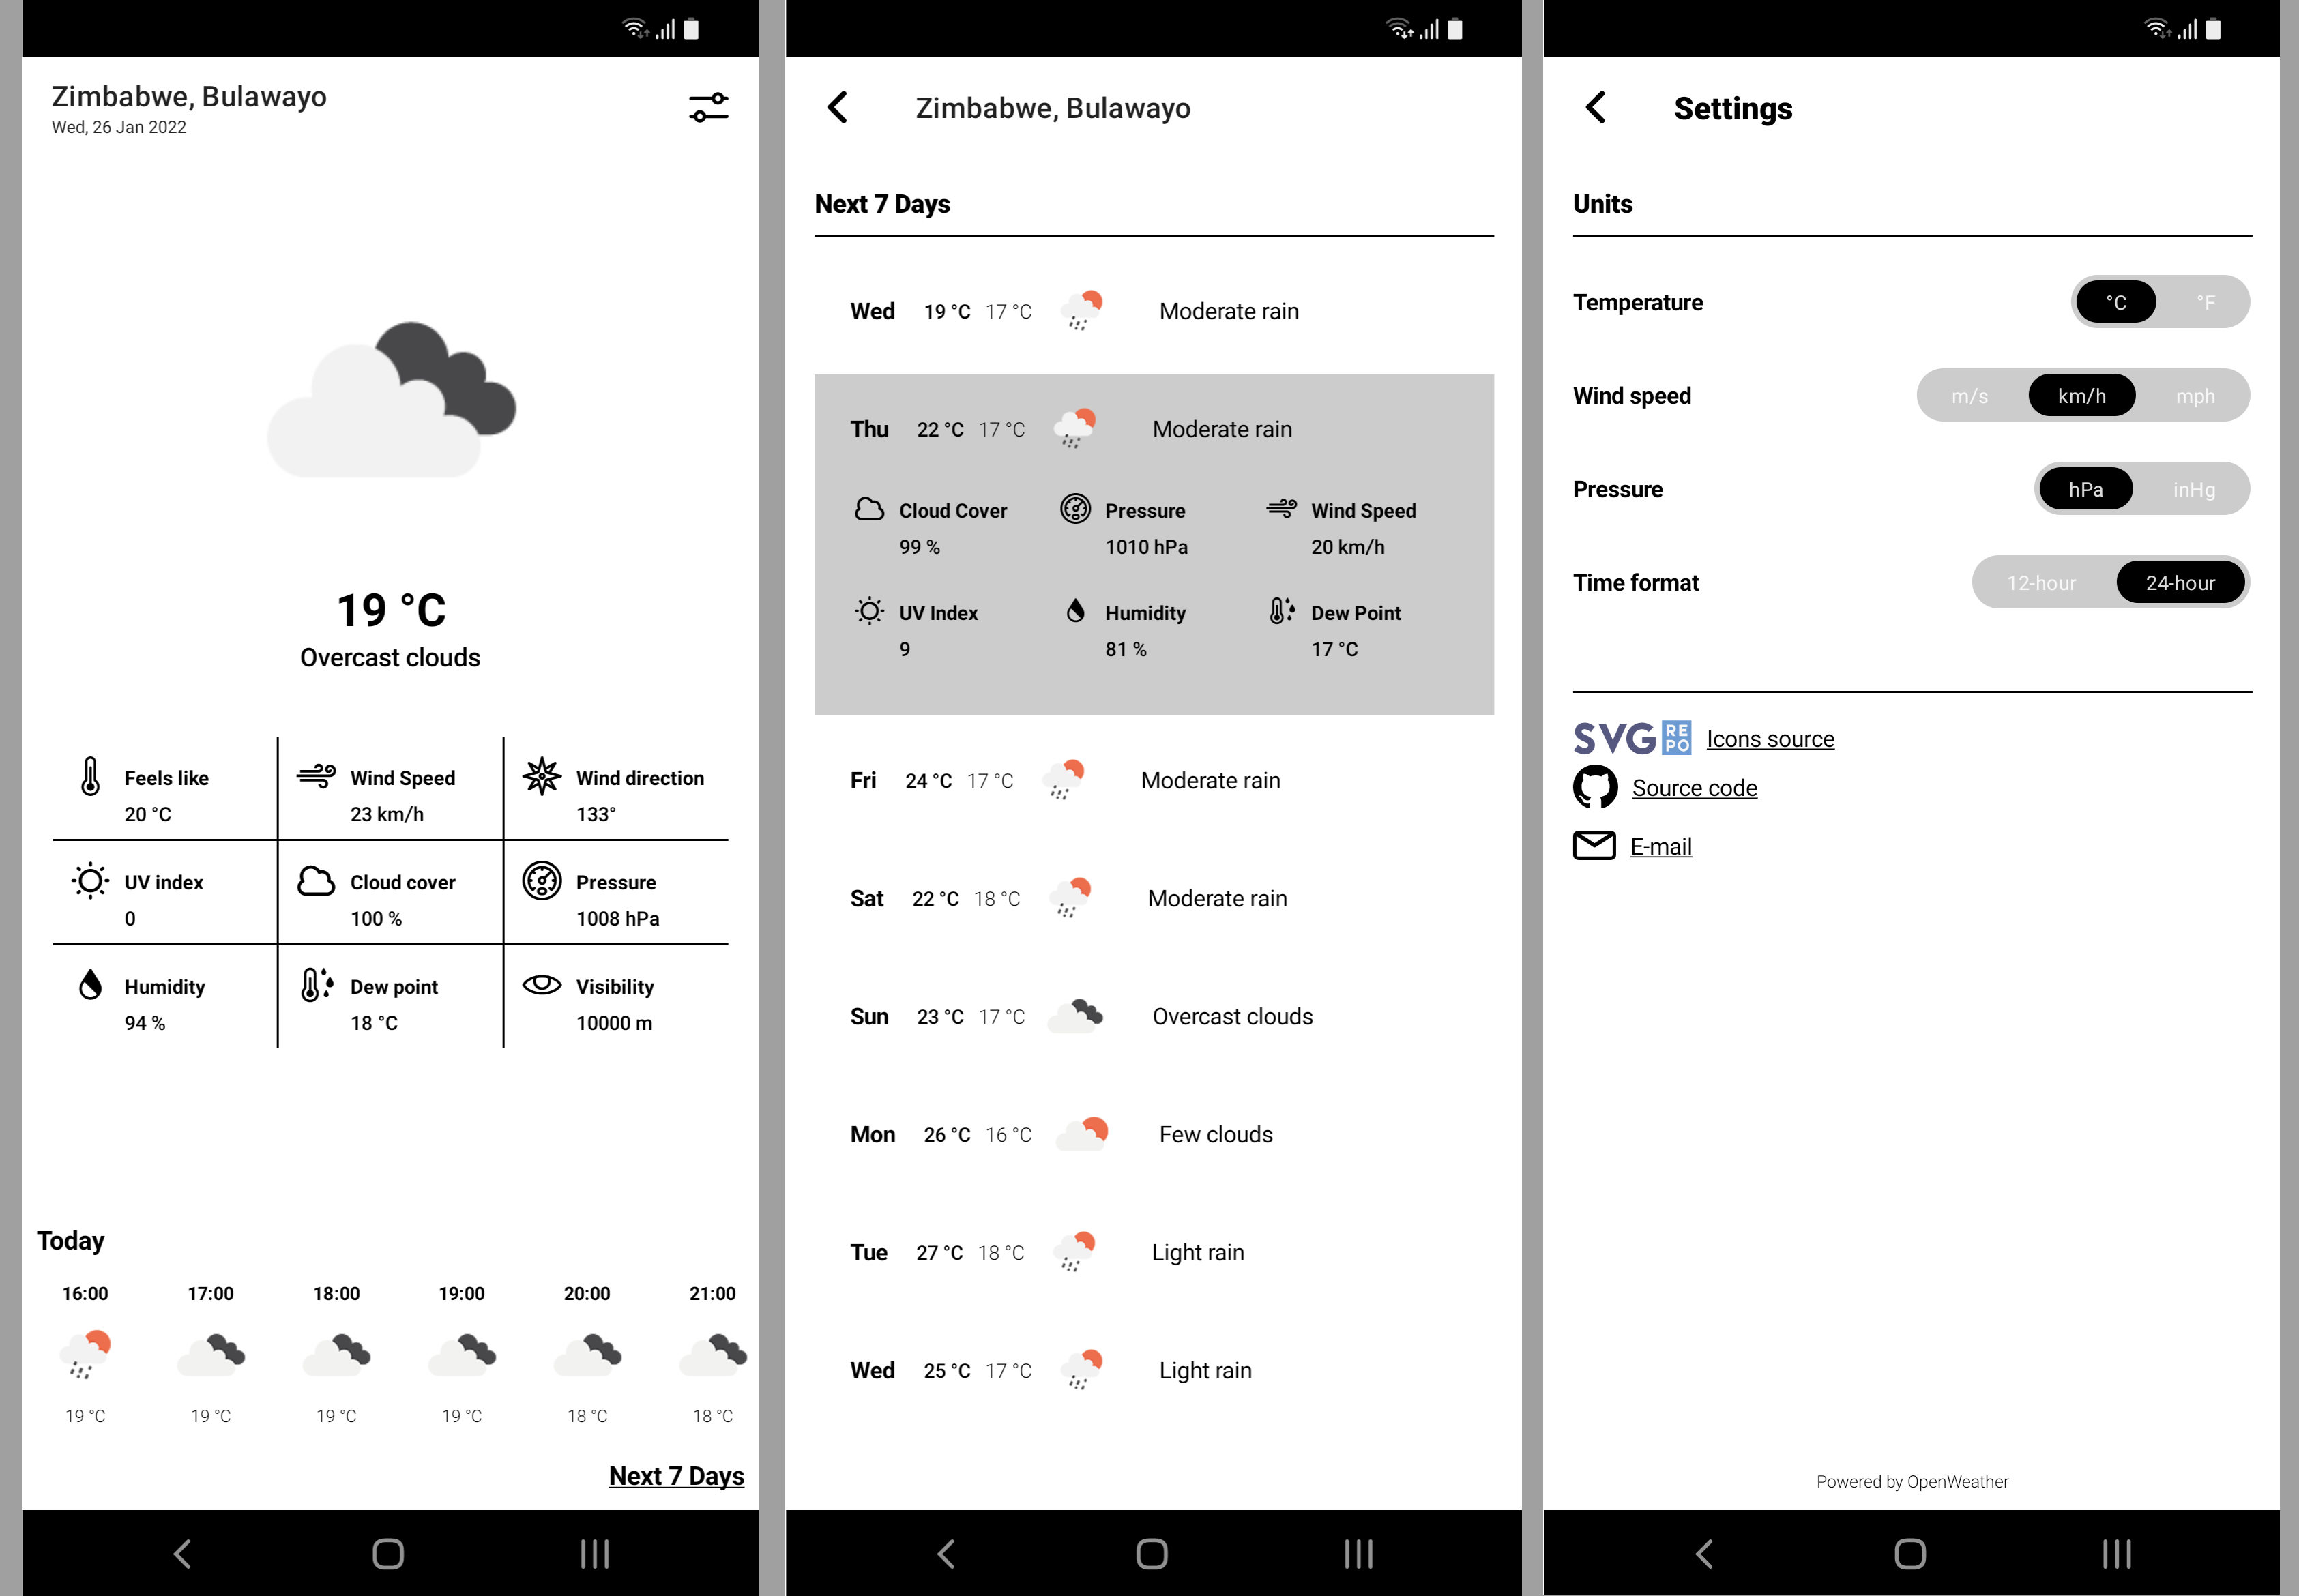 Zimbabwe, Bulawayo
Wed, 26 Jan 2022
19 °C
Overcast clouds
Feels like
20 °C
Wind Speed
23 km/h
Wind direction
133°
UV index
0
Cloud cover
100 %
Pressure
1008 hPa
Humidity
94 %
Dew point
18 °C
Visibility
10000 m
Today
16:00 17:00 18:00 19:00 20:00 21:00
19 °C 19 °C 19 °C 19 °C 18 °C 18 °C
Next 7 Days
Zimbabwe, Bulawayo
Next 7 Days
Wed 19 °C 17 °C Moderate rain
Thu 22 °C 17 °C Moderate rain
Cloud Cover
99 %
Pressure
1010 hPa
Wind Speed
20 km/h
UV Index
9
Humidity
81 %
Dew Point
17 °C
Fri 24 °C 17 °C Moderate rain
Sat 22 °C 18 °C Moderate rain
Sun 23 °C 17 °C Overcast clouds
Mon 26 °C 16 °C Few clouds
Tue 27 °C 18 °C Light rain
Wed 25 °C 17 °C Light rain
Settings
Units
Temperature °C °F
Wind speed m/s km/h mph
Pressure hPa inHg
Time format 12-hour 24-hour
SVG REPO Icons source
Source code
E-mail
Powered by OpenWeather